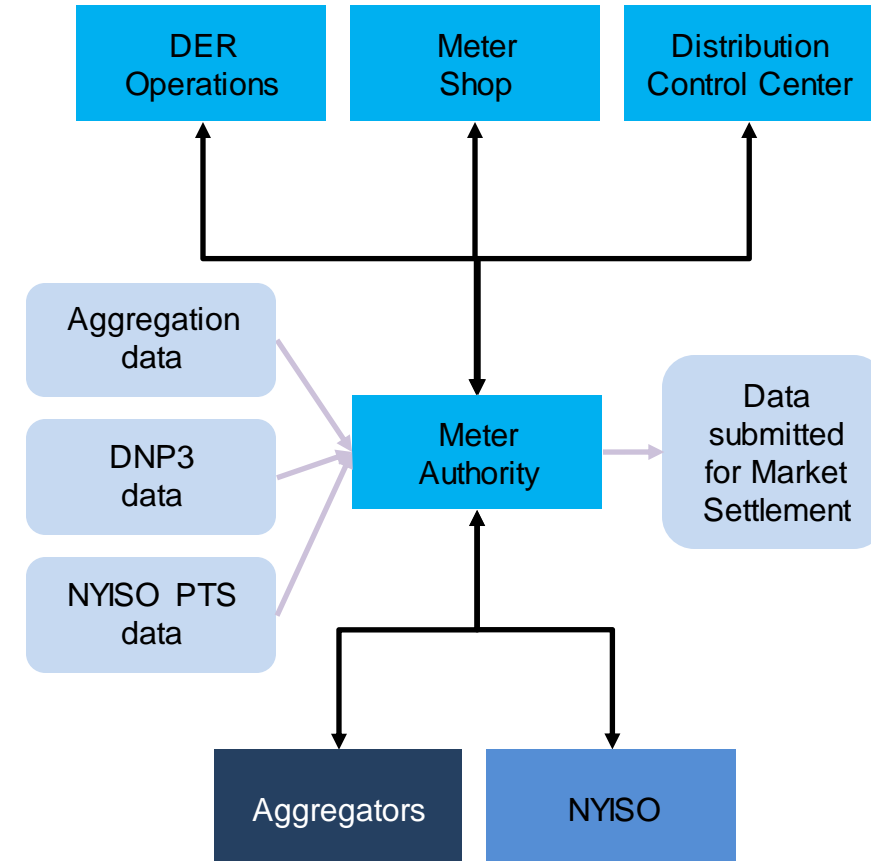 DER
Operations
Meter
Shop
Distribution
Control Center
Aggregation
data
DNP3
data
NYISO PTS
data
Meter
Authority
Data
submitted
for Market
Settlement
Aggregators
NYISO